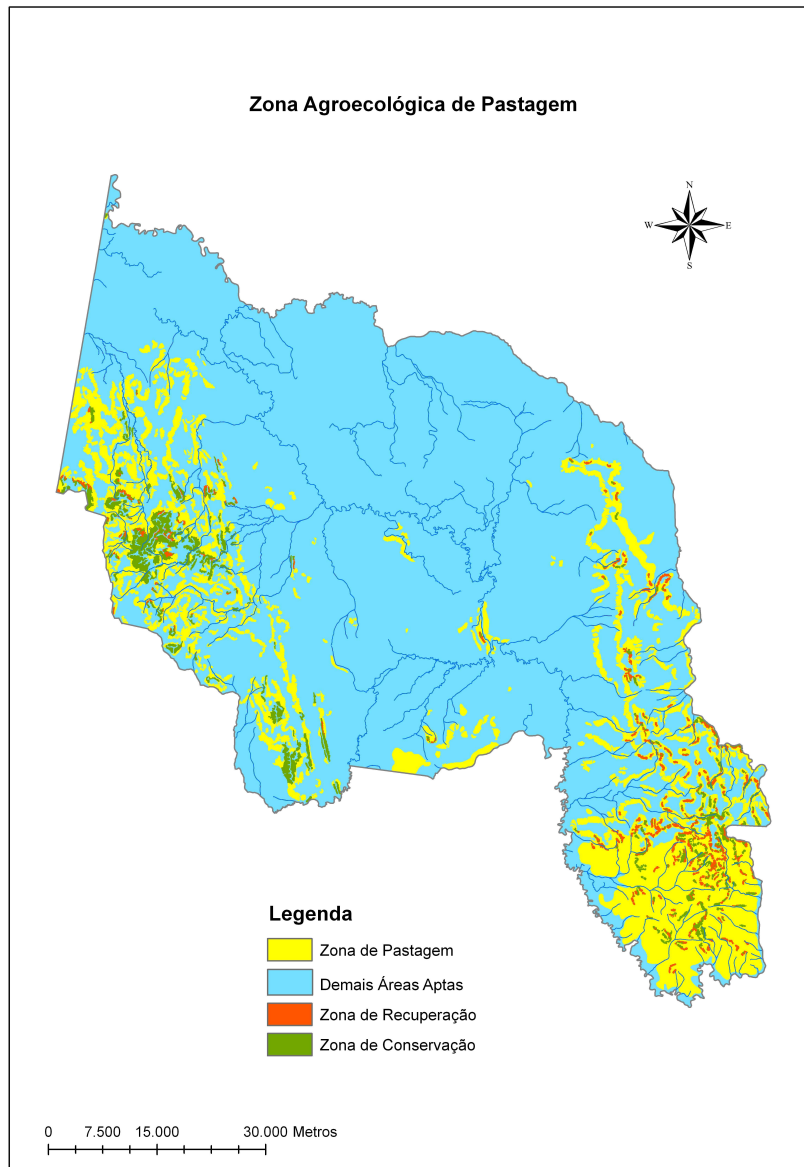 Zona Agroecológica de Pastagem
N
W E
S
Legenda
Zona de Pastagem
Demais Áreas Aptas
Zona de Recuperação
Zona de Conservação
0 7.500 15.000 30.000 Metros